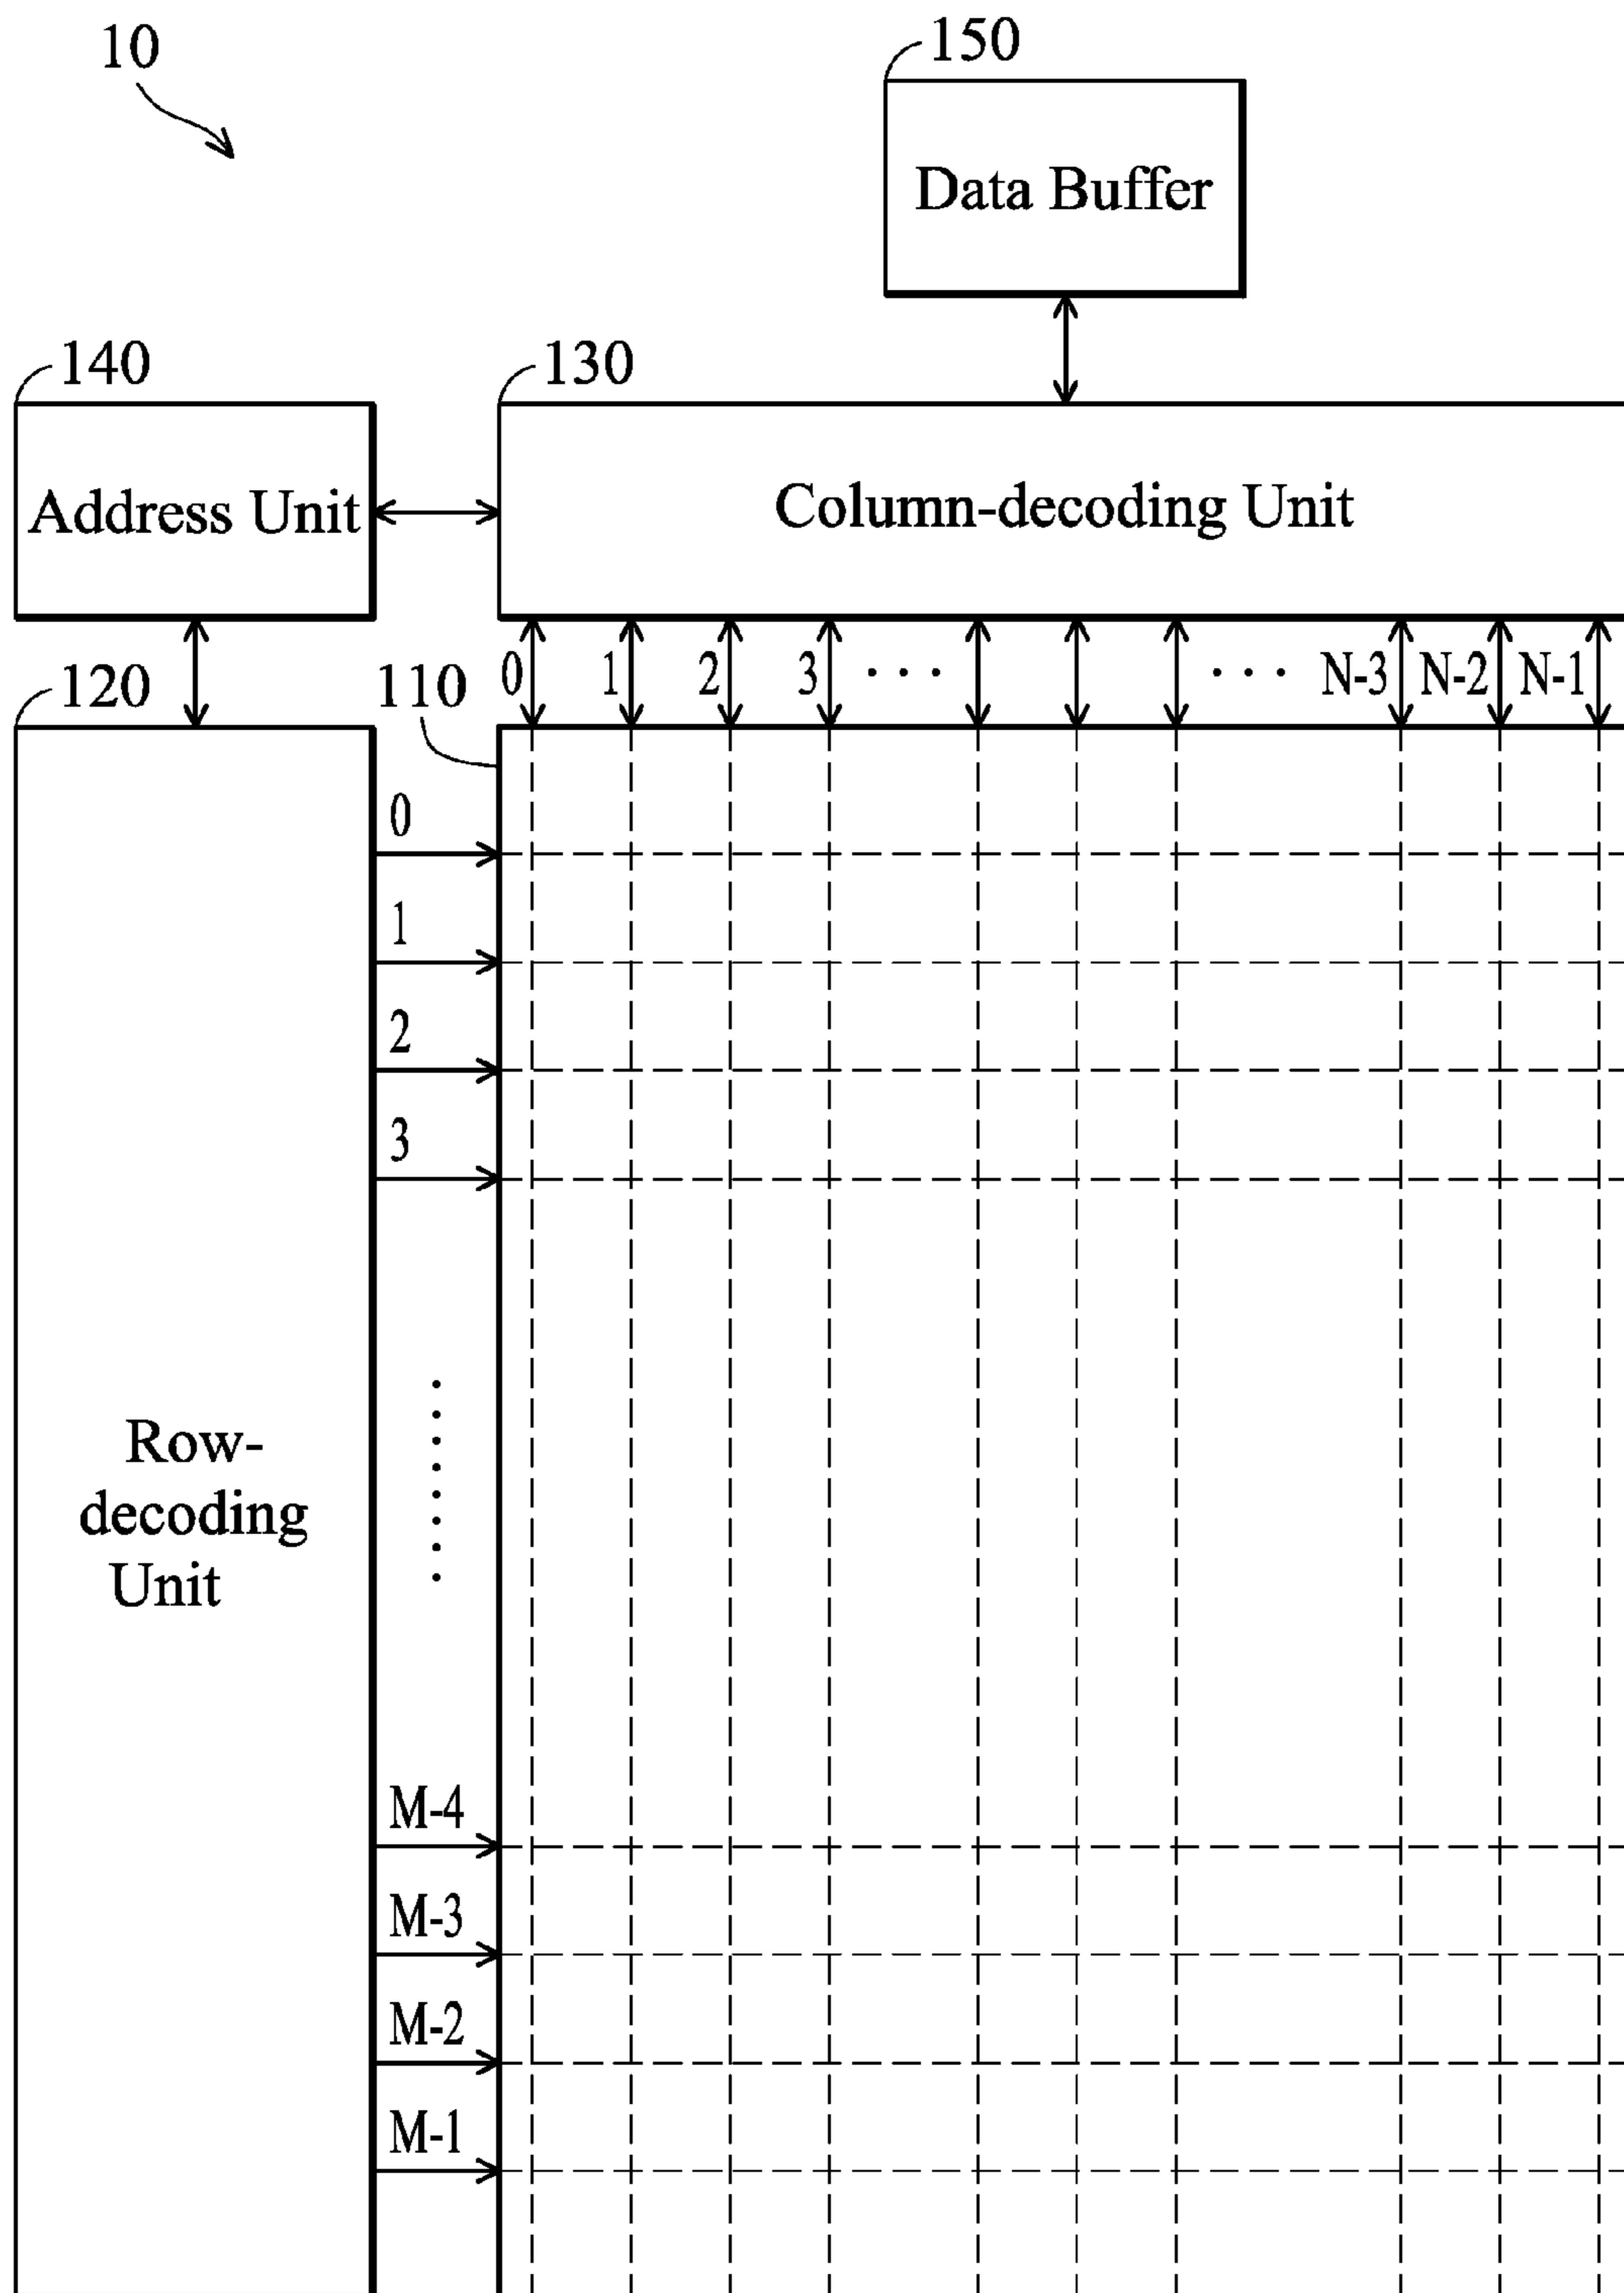 10
150
Data Buffer
140
130
Address Unit
Column-decoding Unit
120
110
0 1 2 3 · · · · · · N-3 N-2 N-1
0
1
2
3
Row-
decoding
Unit
M-4
M-3
M-2
M-1